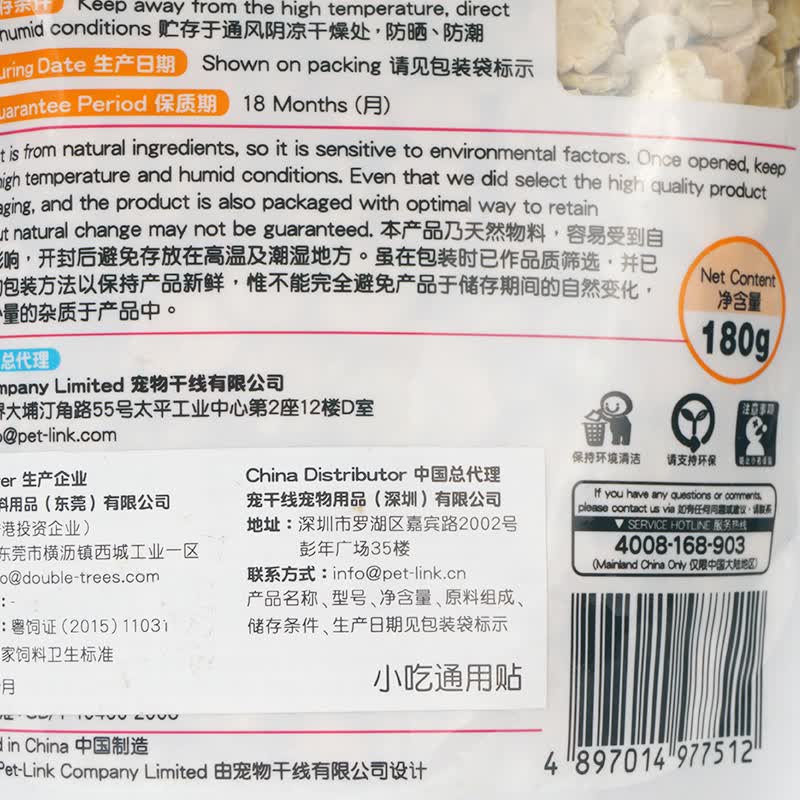 存条件 Keep away from the high temperature, direct
humid conditions 贮存于通风阴凉干燥处，防晒、防潮
uring Date 生产日期 Shown on packing 请见包装袋标示
uarantee Period 保质期 18 Months (月)
t is from natural ingredients, so it is sensitive to environmental factors. Once opened, keep
igh temperature and humid conditions. Even that we did select the high quality product
aging, and the product is also packaged with optimal way to retain
ut natural change may not be guaranteed. 本产品乃天然物料，容易受到自
影响，开封后避免存放在高温及潮湿地方。虽在包装时已作品质筛选，并已
的包装方法以保持产品新鲜，惟不能完全避免产品于储存期间的自然变化，
量的杂质于产品中。
Net Content
净含量
180g
总代理
mpany Limited 宠物干线有限公司
大埔汀角路55号太平工业中心第2座12楼D室
o@pet-link.com
保持环境清洁
请支持环保
注意事项
er 生产企业
料用品（东莞）有限公司
港投资企业）
东莞市横沥镇西城工业一区
o@double-trees.com
：-
：粤饲证 (2015) 11031
家饲料卫生标准
月
China Distributor 中国总代理
宠干线宠物用品（深圳）有限公司
地址：深圳市罗湖区嘉宾路2002号
彭年广场35楼
联系方式：info@pet-link.cn
产品名称、型号、净含量、原料组成、
储存条件、生产日期见包装袋标示
小吃通用贴
If you have any questions or comments,
please contact us via 如有任何问题或建议，请联系
▼ SERVICE HOTLINE 服务热线
4008-168-903
(Mainland China Only 仅限中国大陆地区)
d in China 中国制造
Pet-Link Company Limited 由宠物干线有限公司设计
4 897014 977512